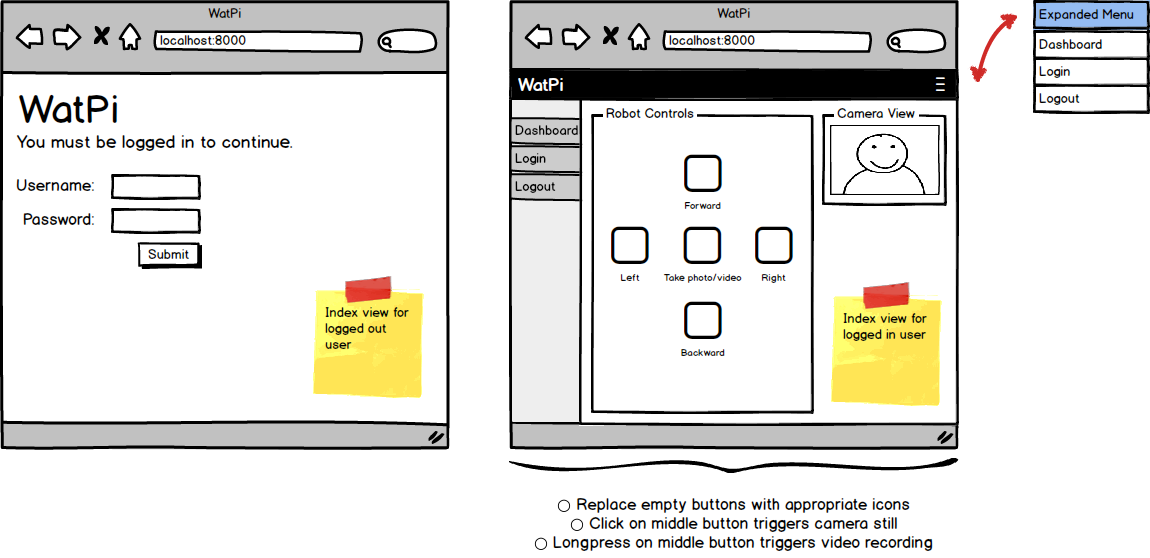 WatPi
localhost:8000
WatPi
You must be logged in to continue.
Username:
Password:
Submit
Index view for
logged out
user
WatPi
localhost:8000
WatPi
Dashboard
Login
Logout
Robot Controls
Forward
Left
Take photo/video
Right
Backward
Camera View
Index view for
logged in user
Expanded Menu
Dashboard
Login
Logout
Replace empty buttons with appropriate icons
Click on middle button triggers camera still
Longpress on middle button triggers video recording